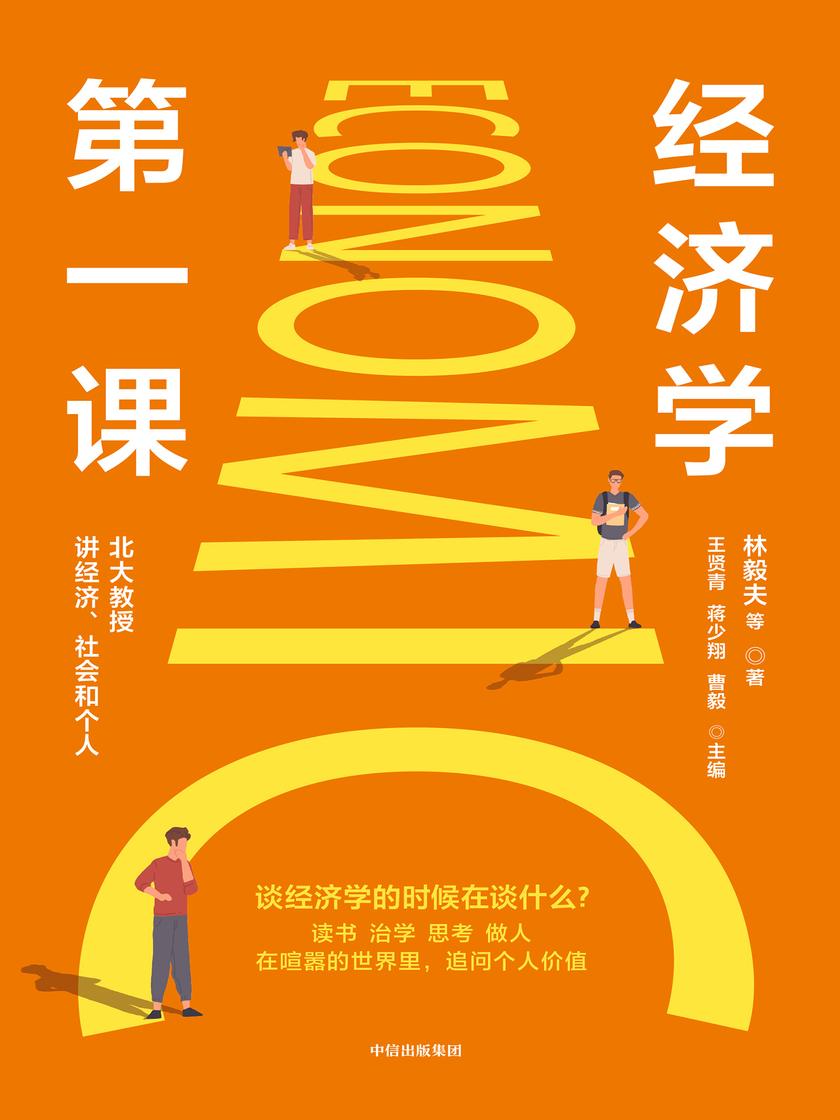 经济学
第一课
ECONOMIC
林毅夫 等 ◎著
王贤青 蒋少翔 曹毅 ◎主编
北大教授
讲经济、社会和个人
谈经济学的时候在谈什么?
读书 治学 思考 做人
在喧嚣的世界里，追问个人价值
中信出版集团